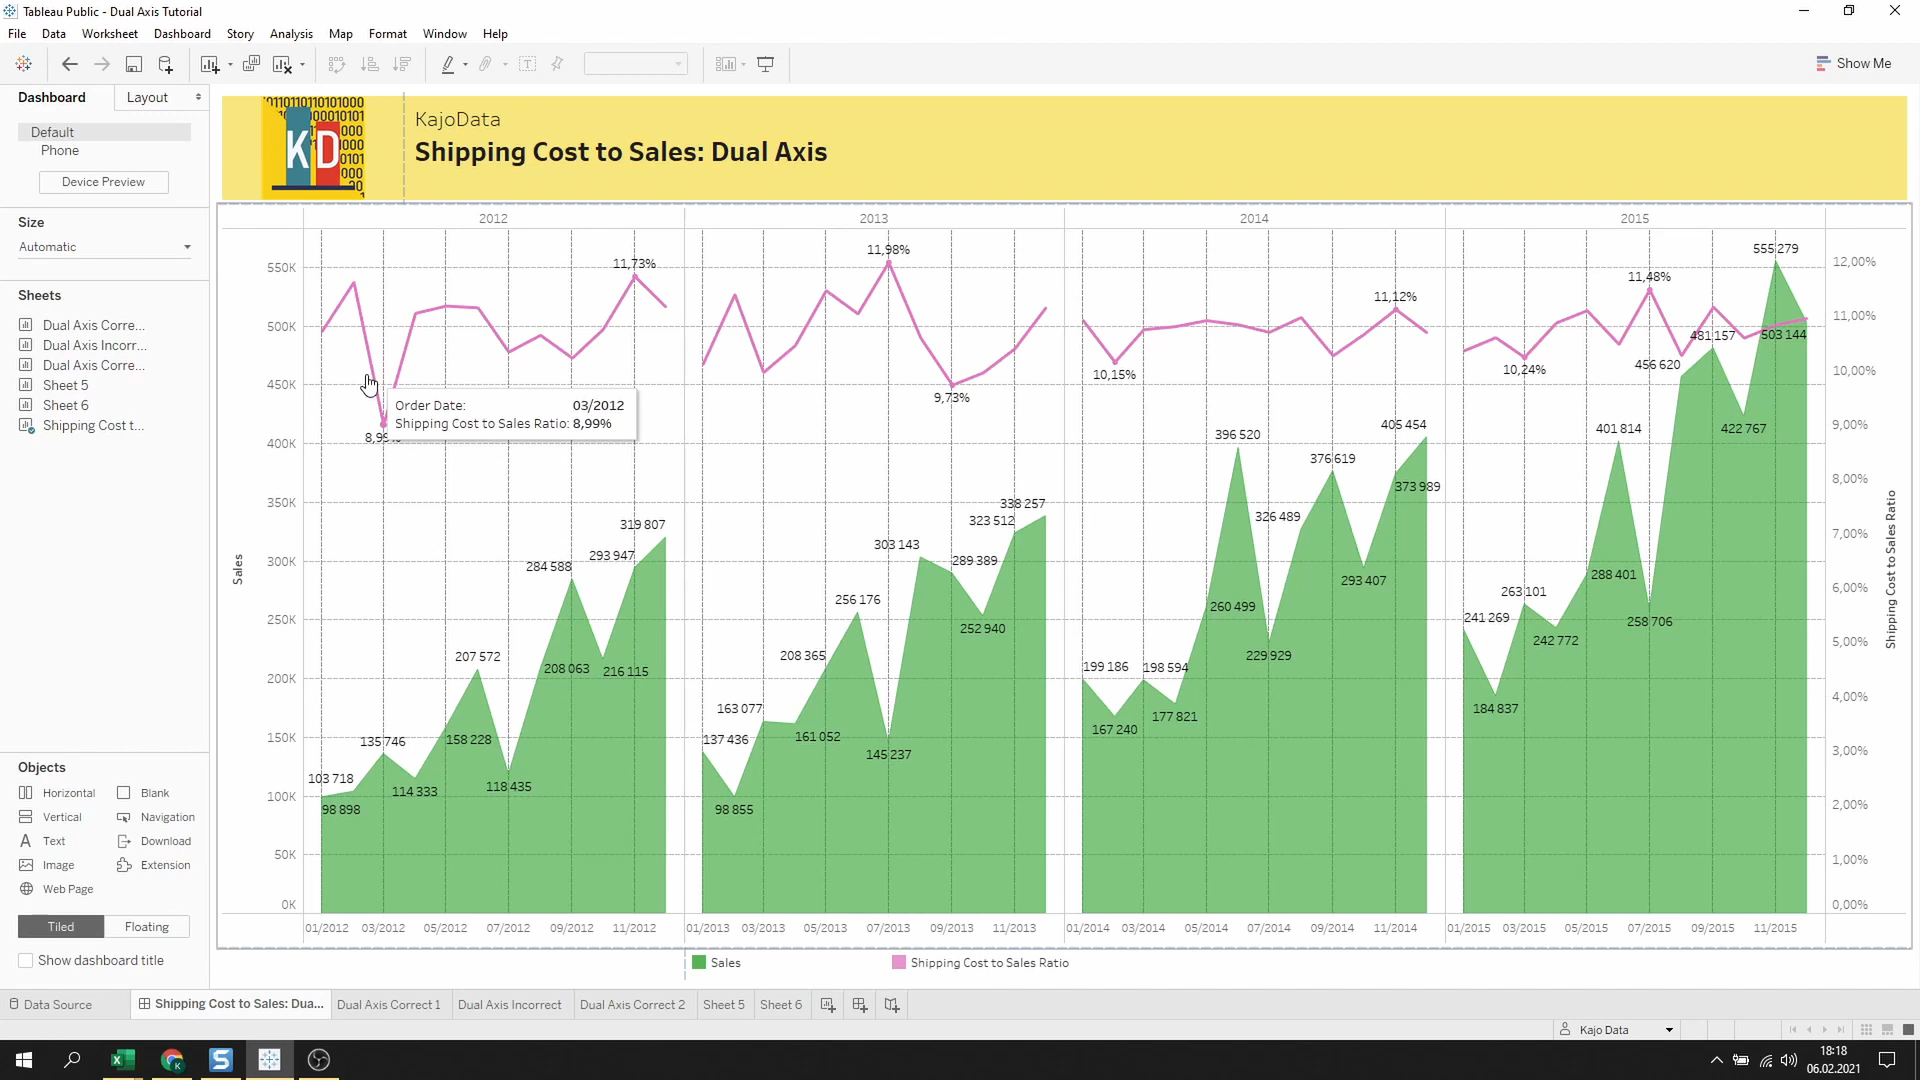 Tableau Public - Dual Axis Tutorial
File Data Worksheet Dashboard Story Analysis Map Format Window Help
Show Me
Dashboard Layout
Default
Phone
Device Preview
Size
Automatic
Sheets
Dual Axis Corre...
Dual Axis Incorr...
Dual Axis Corre...
Sheet 5
Sheet 6
Shipping Cost t...
Objects
Horizontal Blank
Vertical Navigation
Text Download
Image Extension
Web Page
Tiled Floating
Show dashboard title
KD
KajoData
Shipping Cost to Sales: Dual Axis
2012 2013 2014 2015
550K
500K
450K
400K
350K
300K
250K
200K
150K
100K
50K
0K
Sales
12,00%
11,00%
10,00%
9,00%
8,00%
7,00%
6,00%
5,00%
4,00%
3,00%
2,00%
1,00%
0,00%
Shipping Cost to Sales Ratio
11,73%
11,98%
9,73%
10,15%
11,12%
10,24%
11,48%
Order Date: 03/2012
Shipping Cost to Sales Ratio: 8,99%
98 898
103 718
135 746
114 333
158 228
207 572
118 435
208 063
284 588
216 115
293 947
319 807
137 436
98 855
163 077
161 052
208 365
256 176
145 237
303 143
289 389
252 940
323 512
338 257
199 186
167 240
198 594
177 821
260 499
396 520
229 929
326 489
376 619
293 407
373 989
405 454
241 269
184 837
263 101
242 772
288 401
401 814
258 706
456 620
481 157
422 767
555 279
503 144
01/2012 03/2012 05/2012 07/2012 09/2012 11/2012 01/2013 03/2013 05/2013 07/2013 09/2013 11/2013 01/2014 03/2014 05/2014 07/2014 09/2014 11/2014 01/2015 03/2015 05/2015 07/2015 09/2015 11/2015
Sales Shipping Cost to Sales Ratio
Data Source Shipping Cost to Sales: Dua... Dual Axis Correct 1 Dual Axis Incorrect Dual Axis Correct 2 Sheet 5 Sheet 6
Kajo Data
18:18
06.02.2021